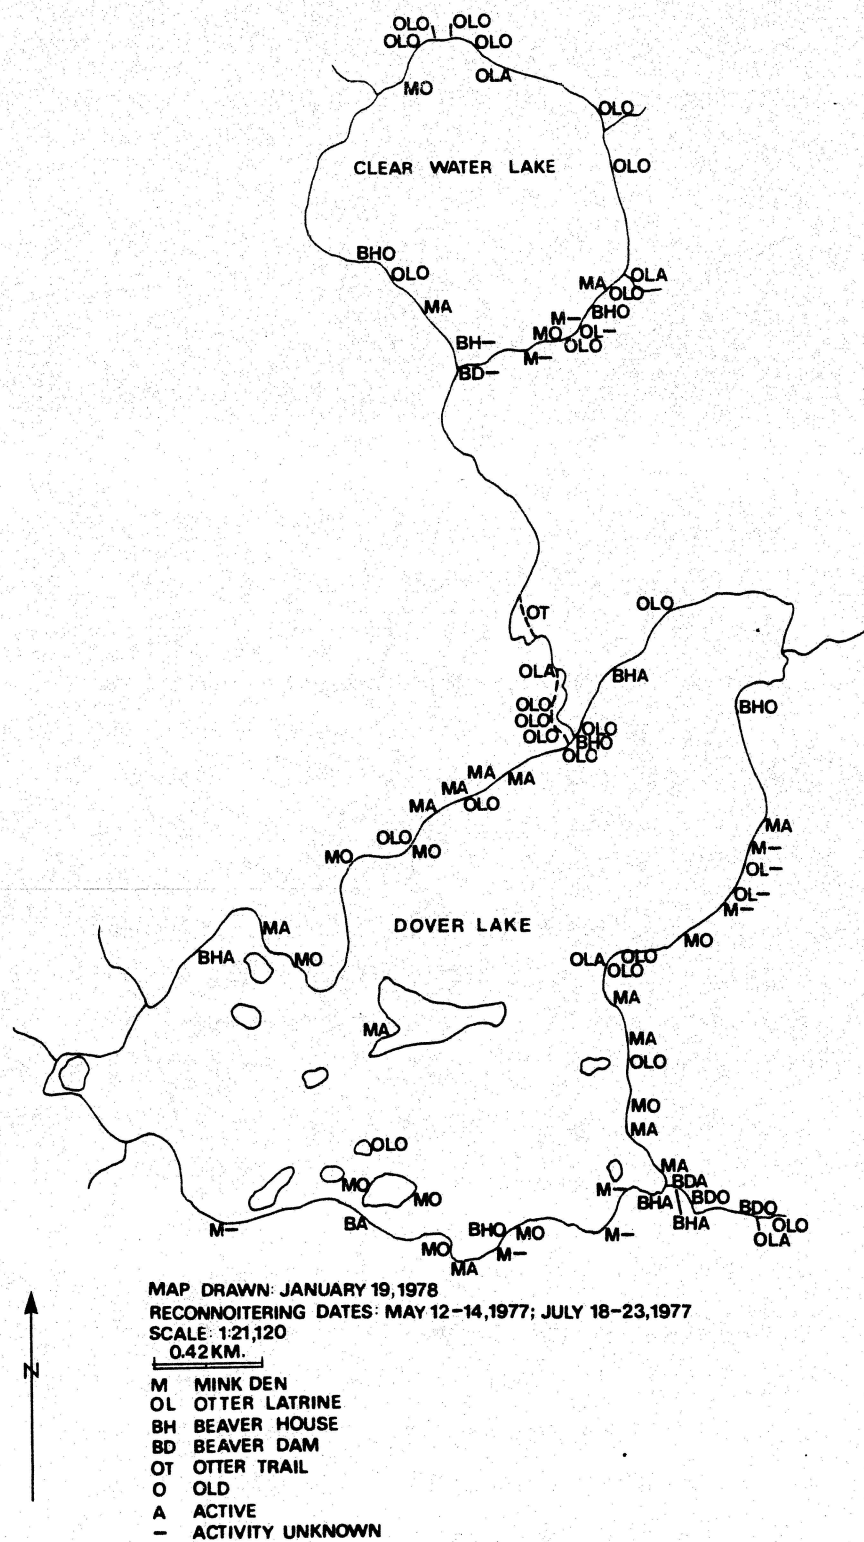 OLO OLO
OLO OLO
OLA
MO
OLO
CLEAR WATER LAKE
OLO
BHO
OLO
OLA
MA
OLO
MA
BHO
M–
MO
OL–
BH–
OLO
M–
BD–
OLO
OT
OLA
BHA
OLO
BHO
OLO
OLO
OLO
BHO
OLO
MA
MA
MA
MA
OLO
MA
OLO
MO
MO
M–
OL–
OL–
M–
DOVER LAKE
MA
MO
BHA
MO
OLA OLO
OLO
MA
MA
MA
OLO
MO
MA
OLO
MA
MO
BDA
M–
MO
BHA
BDO
BDO
M–
BA
BHO
MO
M–
BHA
OLO
OLA
MO
M–
MA
MAP DRAWN: JANUARY 19,1978
RECONNOITERING DATES: MAY 12–14,1977; JULY 18–23,1977
SCALE: 1:21,120
0.42 KM.
N
M MINK DEN
OL OTTER LATRINE
BH BEAVER HOUSE
BD BEAVER DAM
OT OTTER TRAIL
O OLD
A ACTIVE
– ACTIVITY UNKNOWN